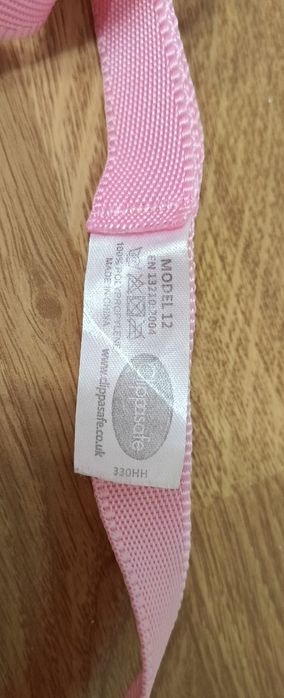 MODEL 12
EN 13210:2004
100% POLYPROPYLENE
MADE IN CHINA
www.clippasafe.co.uk
clippasafe
330HH